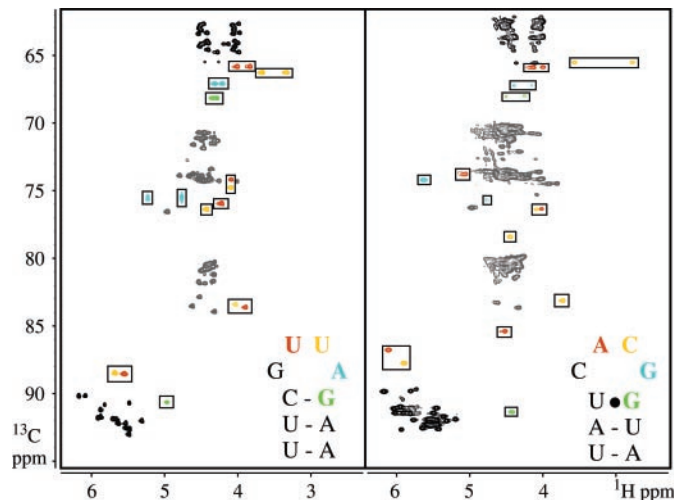 65
70
75
80
85
90
13C
ppm
U U
G A
C - G
U - A
U - A
6 5 4 3
A C
C G
U ● G
A - U
U - A
6 5 4 1H ppm